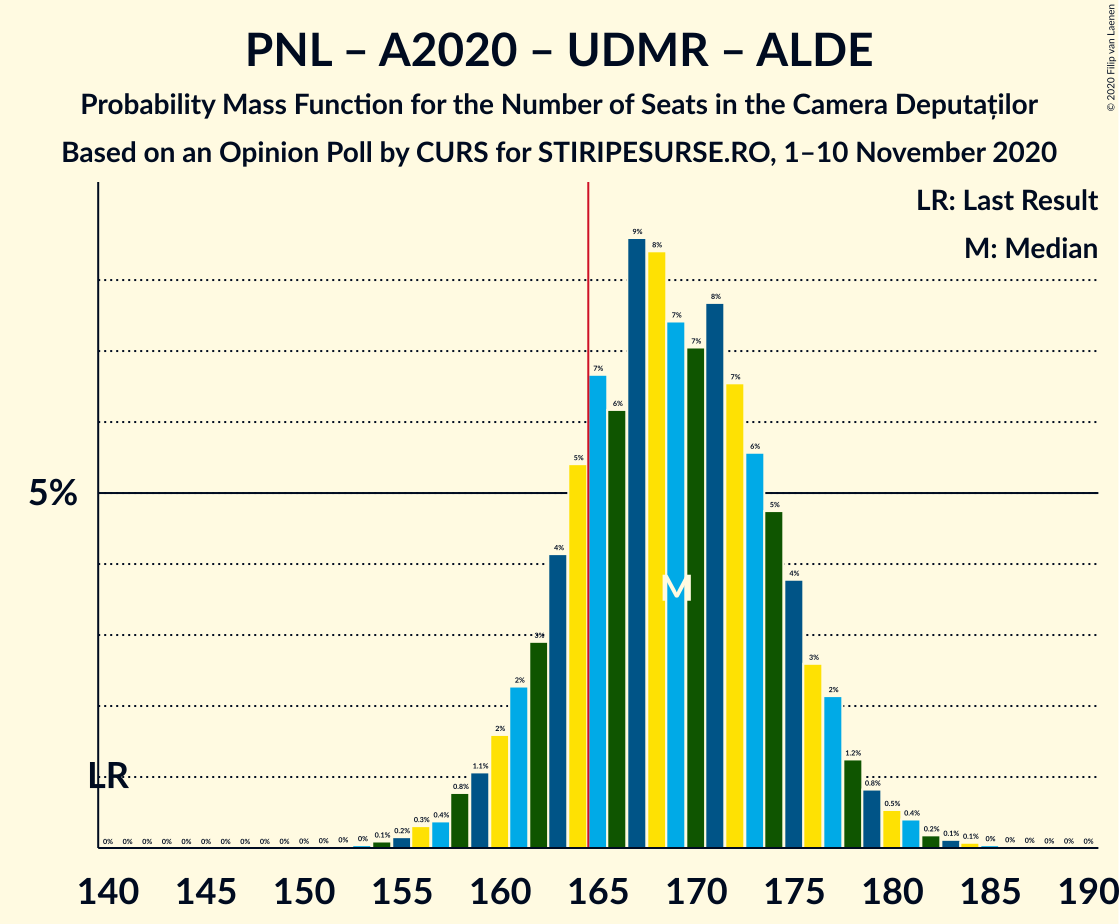 PNL – A2020 – UDMR – ALDE
Probability Mass Function for the Number of Seats in the Camera Deputaților
Based on an Opinion Poll by CURS for STIRIPESURSE.RO, 1–10 November 2020
© 2020 Filip van Laenen
LR: Last Result
M: Median
5%
LR
M
0% 0% 0% 0% 0% 0% 0% 0% 0% 0% 0% 0% 0% 0% 0.1% 0.2% 0.3% 0.4% 0.8% 1.1% 2% 2% 3% 4% 5% 7% 6% 9% 8% 7% 7% 8% 7% 6% 5% 4% 3% 2% 1.2% 0.8% 0.5% 0.4% 0.2% 0.1% 0.1% 0% 0% 0% 0% 0% 0%
140 145 150 155 160 165 170 175 180 185 190